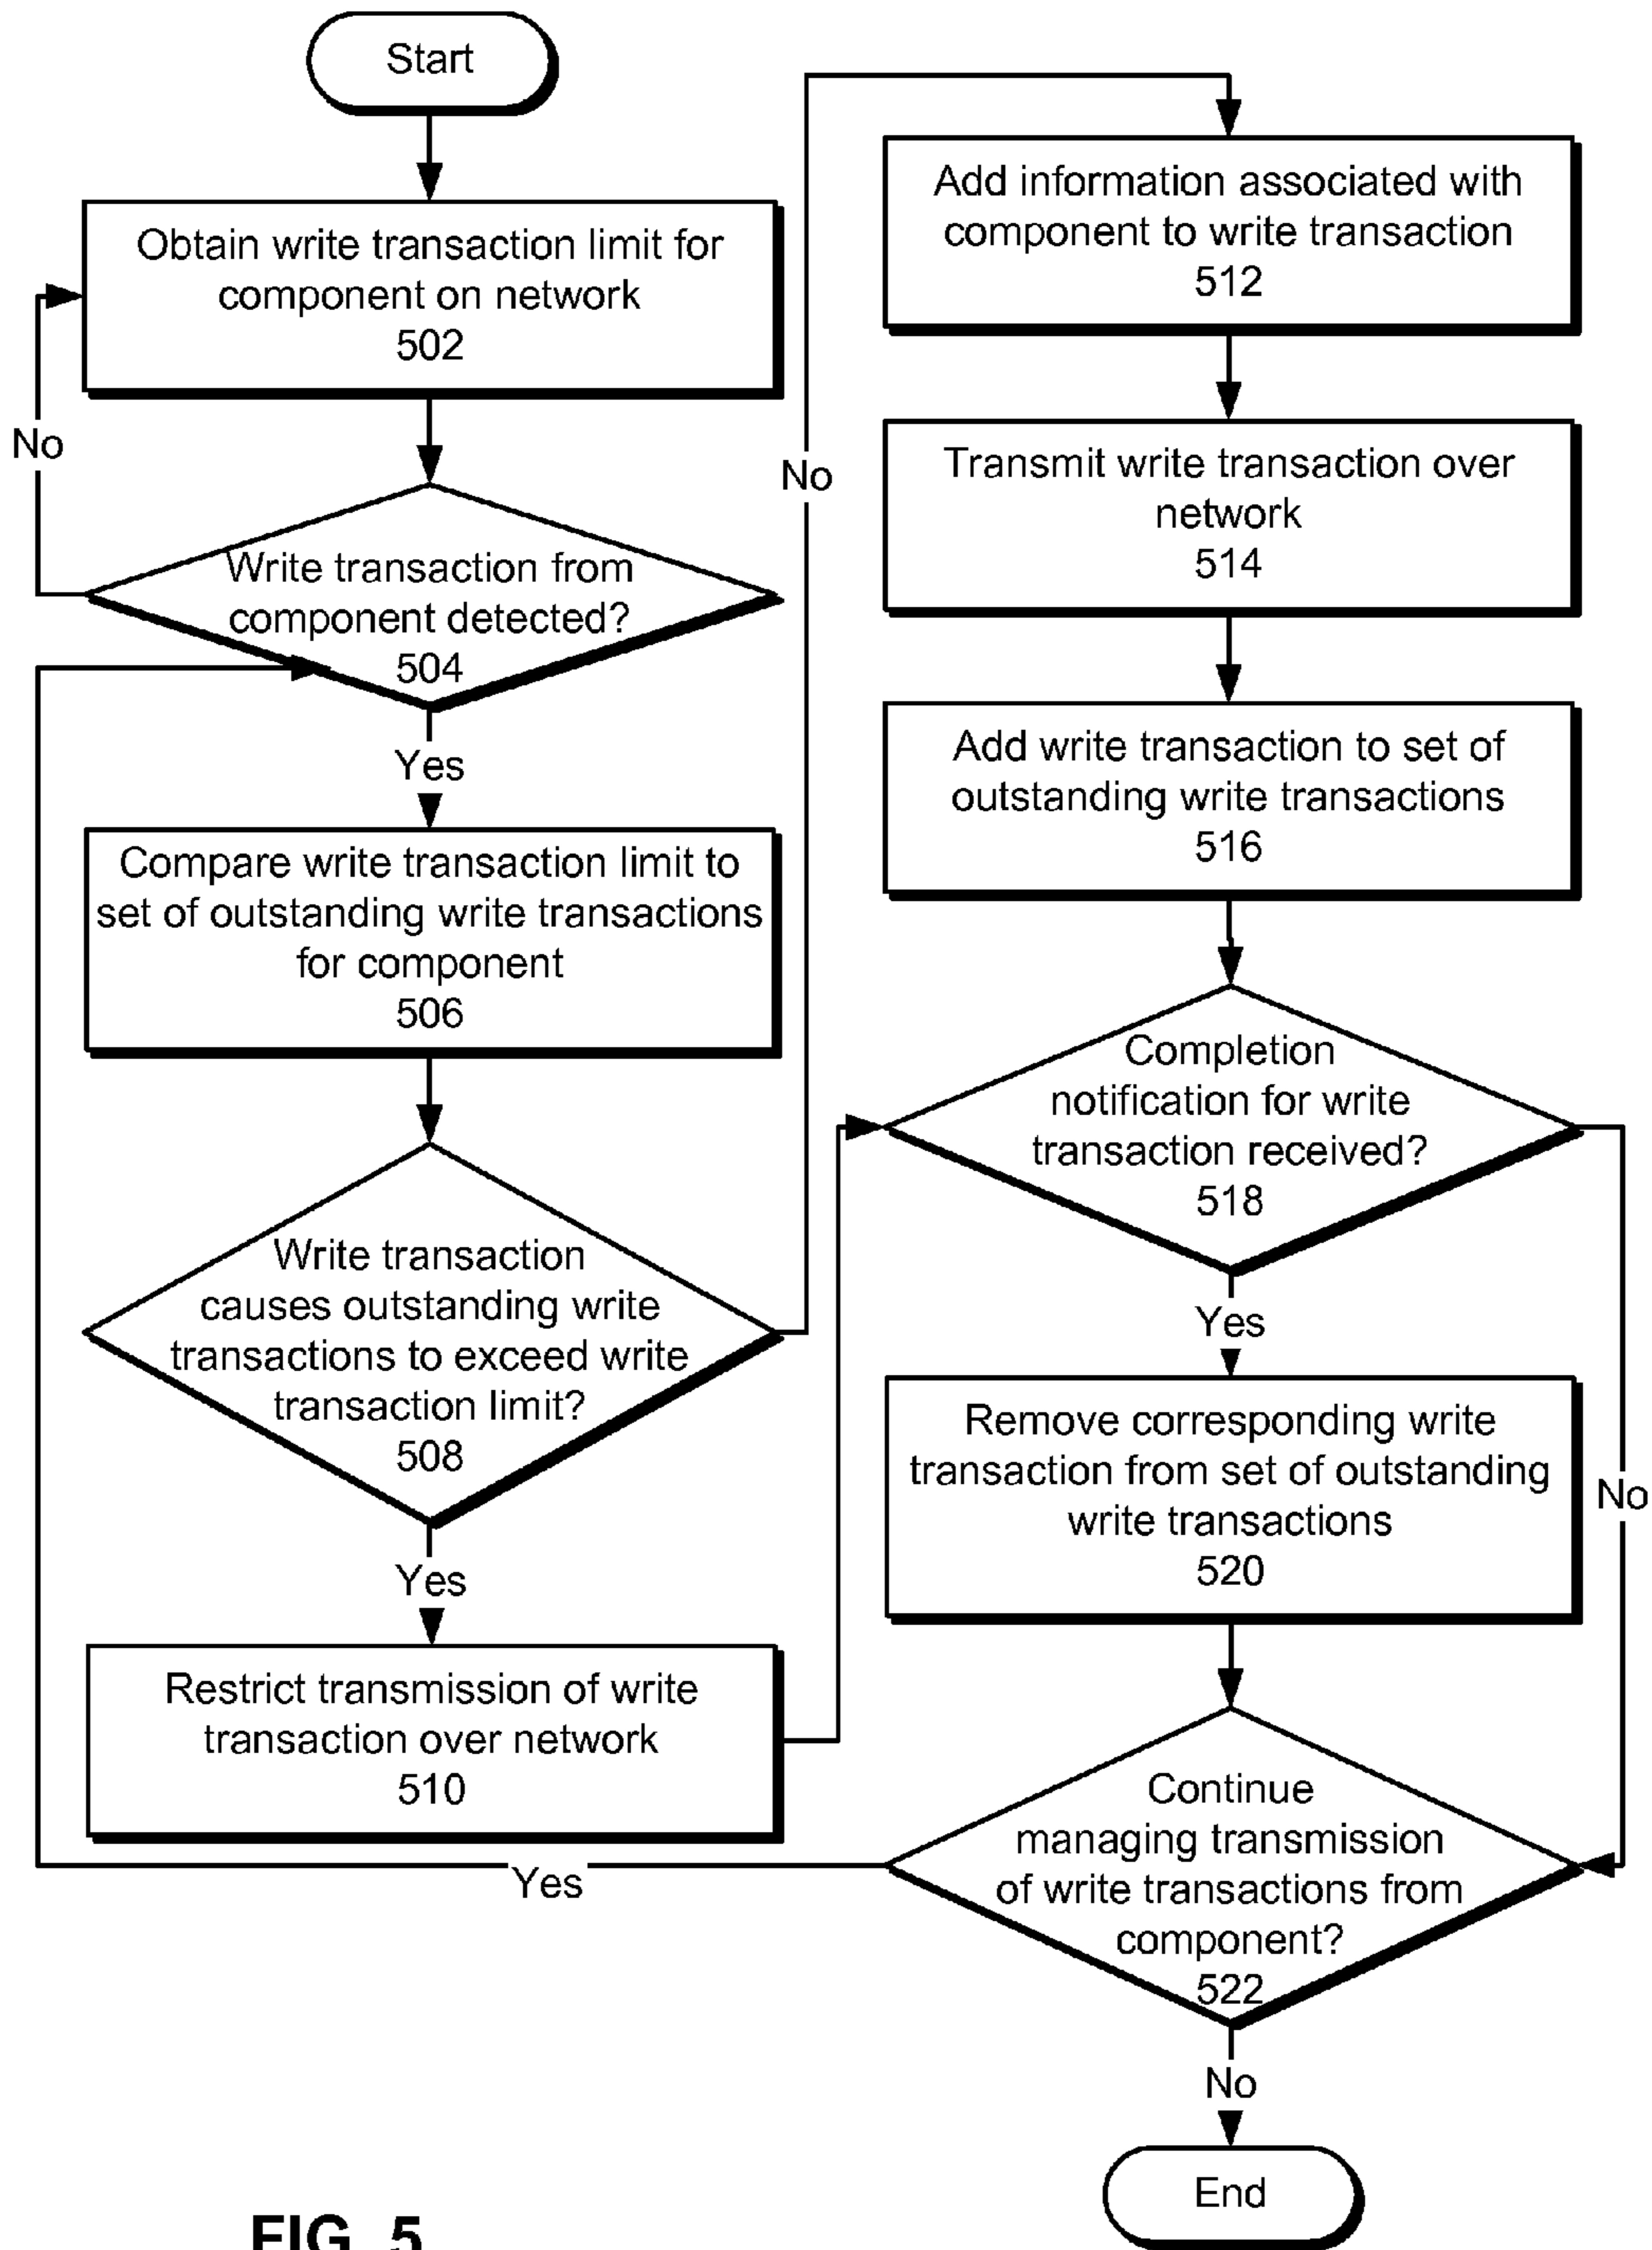 Start
Obtain write transaction limit for
component on network
502
No
Write transaction from
component detected?
504
Yes
Compare write transaction limit to
set of outstanding write transactions
for component
506
Write transaction
causes outstanding write
transactions to exceed write
transaction limit?
508
No
Yes
Restrict transmission of write
transaction over network
510
Add information associated with
component to write transaction
512
Transmit write transaction over
network
514
Add write transaction to set of
outstanding write transactions
516
Completion
notification for write
transaction received?
518
Yes
No
Remove corresponding write
transaction from set of outstanding
write transactions
520
Continue
managing transmission
of write transactions from
component?
522
Yes
No
End
FIG. 5